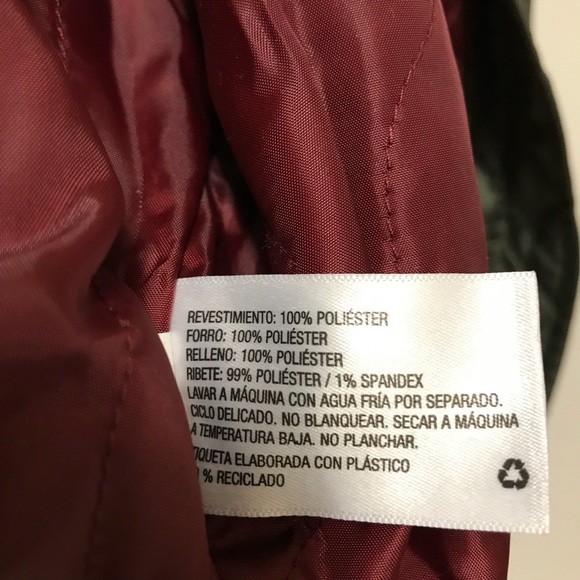 REVESTIMIENTO: 100% POLIÉSTER
FORRO: 100% POLIÉSTER
RELLENO: 100% POLIÉSTER
RIBETE: 99% POLIÉSTER / 1% SPANDEX
LAVAR A MÁQUINA CON AGUA FRÍA POR SEPARADO.
CICLO DELICADO. NO BLANQUEAR. SECAR A MÁQUINA
A TEMPERATURA BAJA. NO PLANCHAR.
ETIQUETA ELABORADA CON PLÁSTICO
% RECICLADO